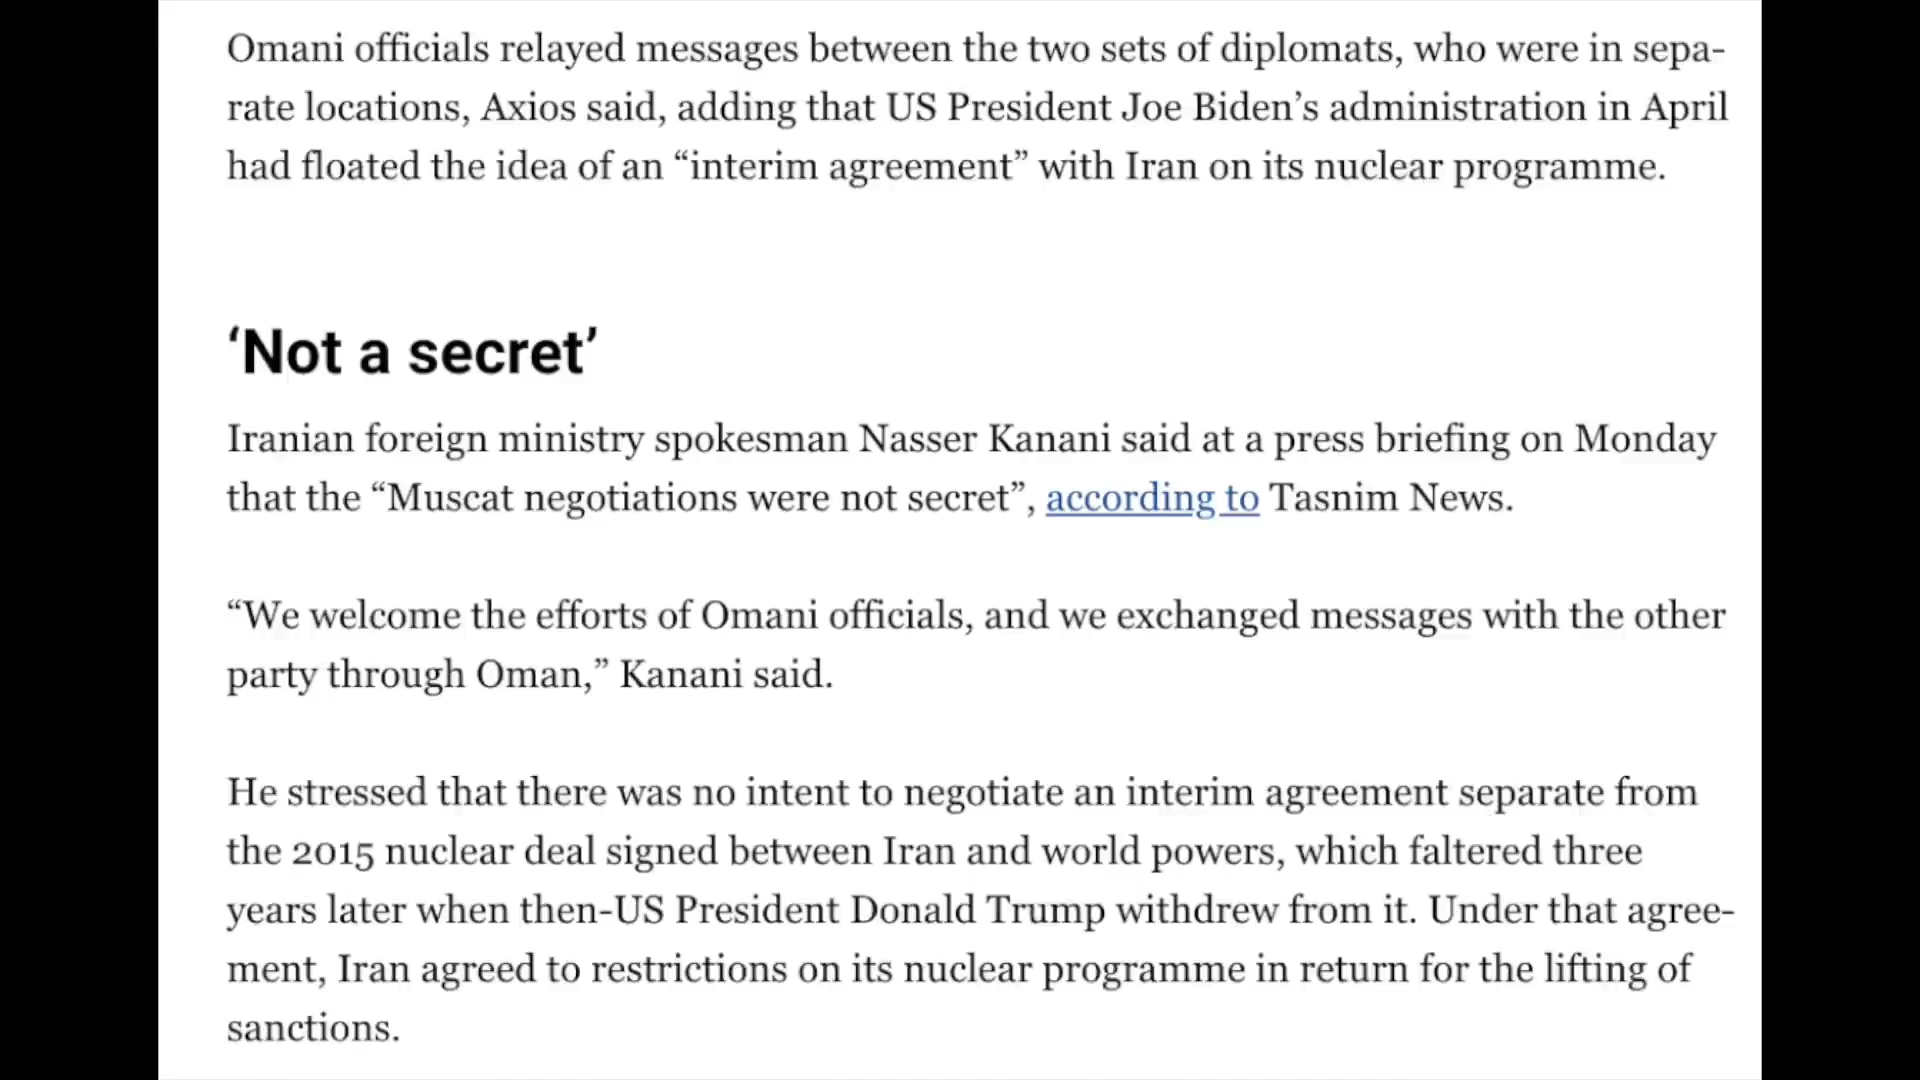 Omani officials relayed messages between the two sets of diplomats, who were in sepa-
rate locations, Axios said, adding that US President Joe Biden’s administration in April
had floated the idea of an “interim agreement” with Iran on its nuclear programme.
‘Not a secret’
Iranian foreign ministry spokesman Nasser Kanani said at a press briefing on Monday
that the “Muscat negotiations were not secret”, according to Tasnim News.
“We welcome the efforts of Omani officials, and we exchanged messages with the other
party through Oman,” Kanani said.
He stressed that there was no intent to negotiate an interim agreement separate from
the 2015 nuclear deal signed between Iran and world powers, which faltered three
years later when then-US President Donald Trump withdrew from it. Under that agree-
ment, Iran agreed to restrictions on its nuclear programme in return for the lifting of
sanctions.